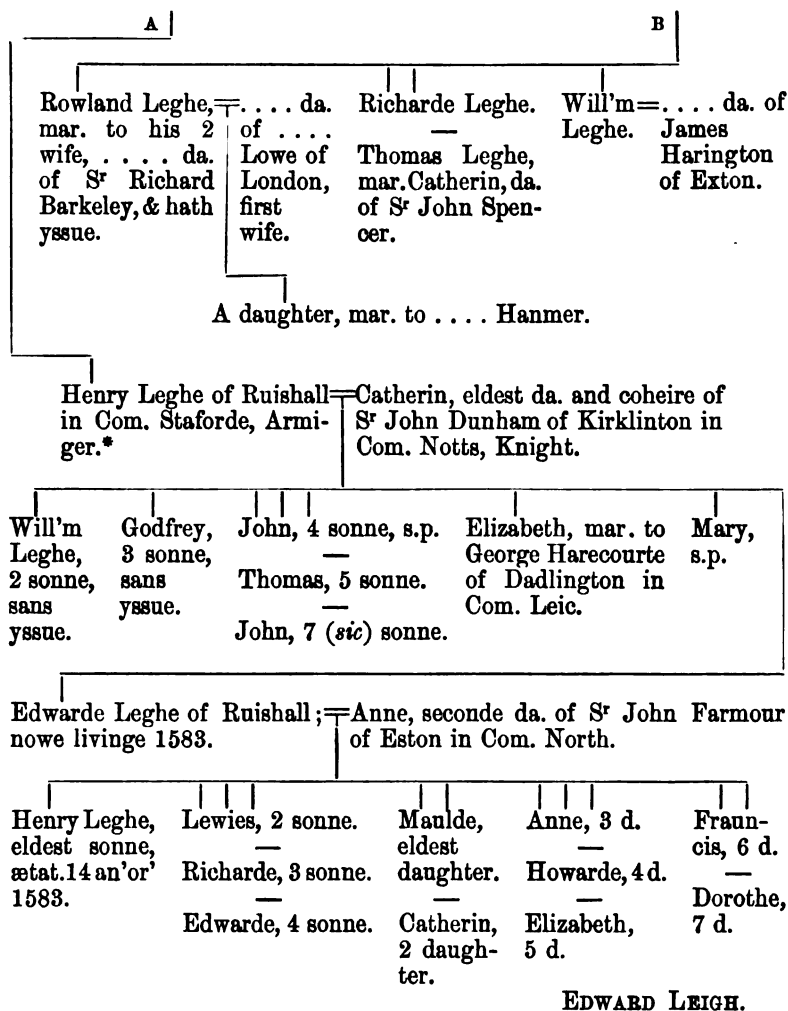 A
B
Rowland Leghe,
mar. to his 2
wife, . . . . da.
of Sʳ Richard
Barkeley, & hath
yssue.
. . . . da.
of . . . .
Lowe of
London,
first
wife.
Richarde Leghe.
—
Thomas Leghe,
mar. Catherin, da.
of Sʳ John Spen-
cer.
Will'm
Leghe.
. . . . da. of
James
Harington
of Exton.
A daughter, mar. to . . . . Hanmer.
Henry Leghe of Ruishall
in Com. Staforde, Armi-
ger.*
Catherin, eldest da. and coheire of
Sʳ John Dunham of Kirklinton in
Com. Notts, Knight.
Will'm
Leghe,
2 sonne,
sans
yssue.
Godfrey,
3 sonne,
sans
yssue.
John, 4 sonne, s.p.
—
Thomas, 5 sonne.
—
John, 7 (sic) sonne.
Elizabeth, mar. to
George Harecourte
of Dadlington in
Com. Leic.
Mary,
s.p.
Edwarde Leghe of Ruishall ;
nowe livinge 1583.
Anne, seconde da. of Sʳ John Farmour
of Eston in Com. North.
Henry Leghe,
eldest sonne,
ætat. 14 an'or'
1583.
Lewies, 2 sonne.
—
Richarde, 3 sonne.
—
Edwarde, 4 sonne.
Maulde,
eldest
daughter.
—
Catherin,
2 daugh-
ter.
Anne, 3 d.
—
Howarde, 4 d.
—
Elizabeth,
5 d.
Fraun-
cis, 6 d.
—
Dorothe,
7 d.
EDWARD LEIGH.